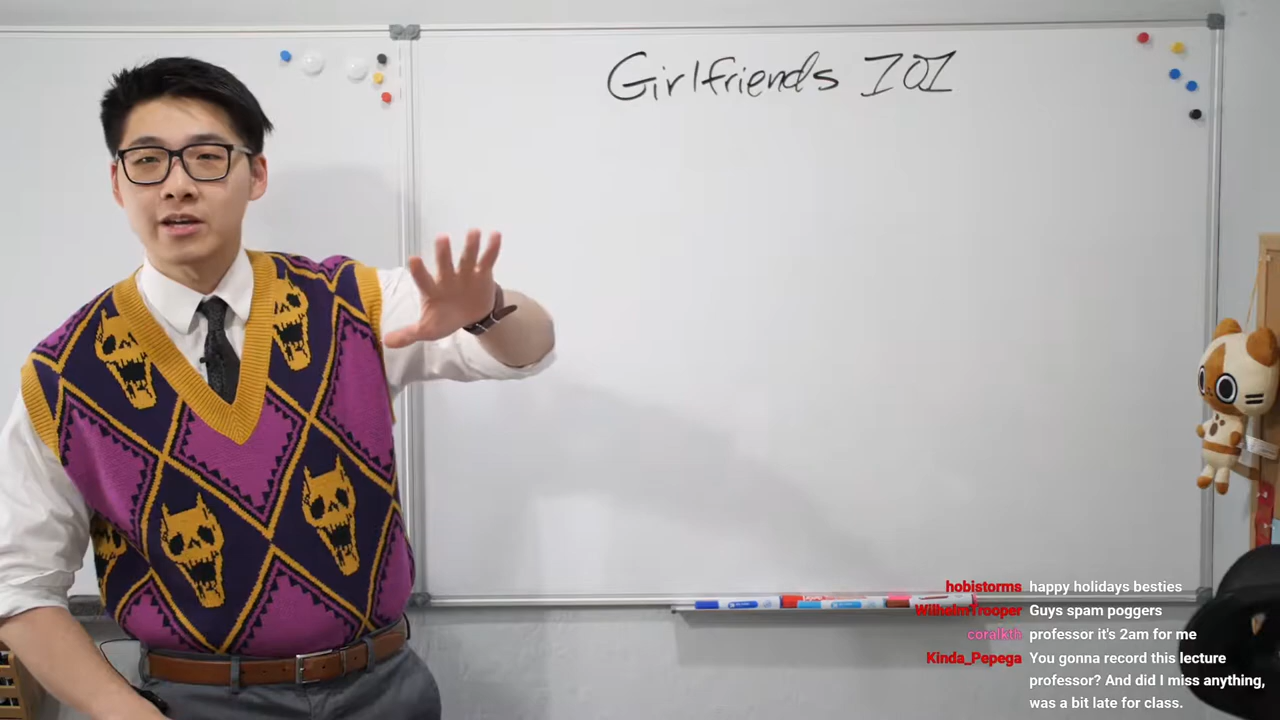 Girlfriends 101
hobistorms happy holidays besties
WilhelmTrooper Guys spam poggers
coralkth professor it's 2am for me
Kinda_Pepega You gonna record this lecture
professor? And did I miss anything,
was a bit late for class.